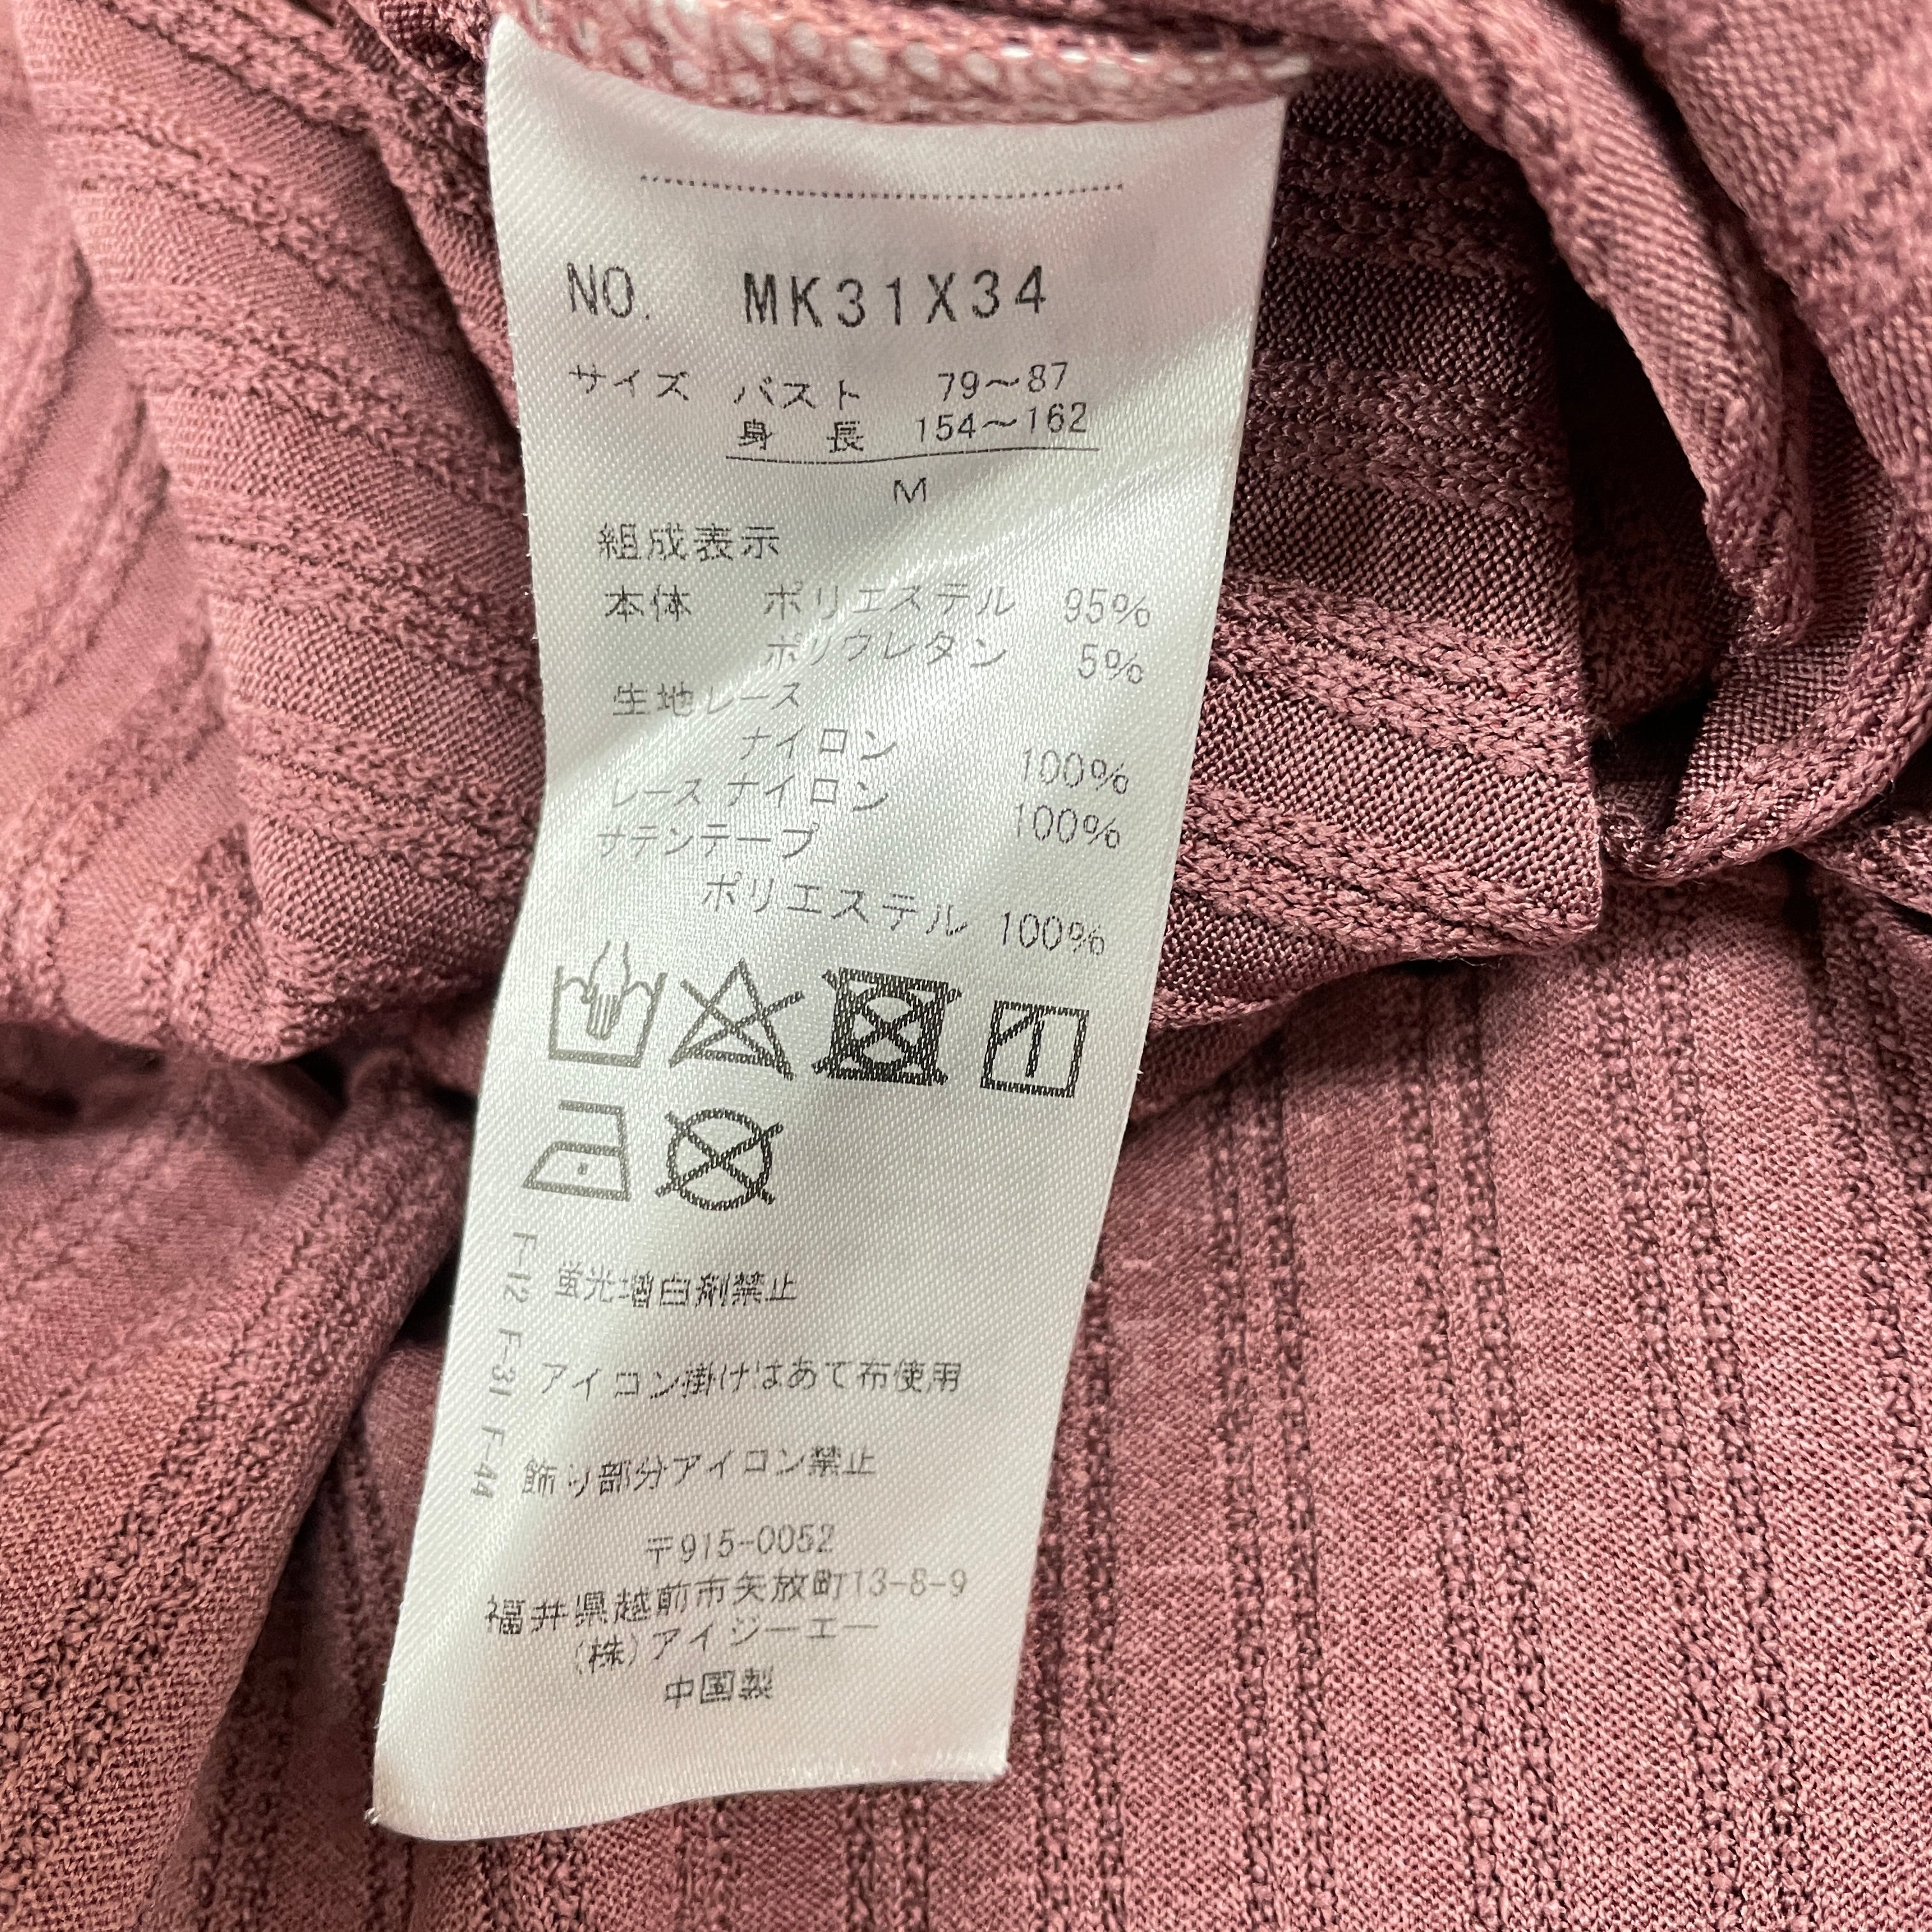 NO. MK31X34
サイズ バスト 79～87
身 長 154～162
M
組成表示
本体 ポリエステル 95%
ポリウレタン 5%
生地レース
ナイロン 100%
レース ナイロン 100%
サテンテープ
ポリエステル 100%
蛍光増白剤禁止
アイロン掛けはあて布使用
飾り部分アイロン禁止
F-12 F-31 F-44
〒915-0052
福井県越前市矢放町13-8-9
(株)アイジーエー
中国製